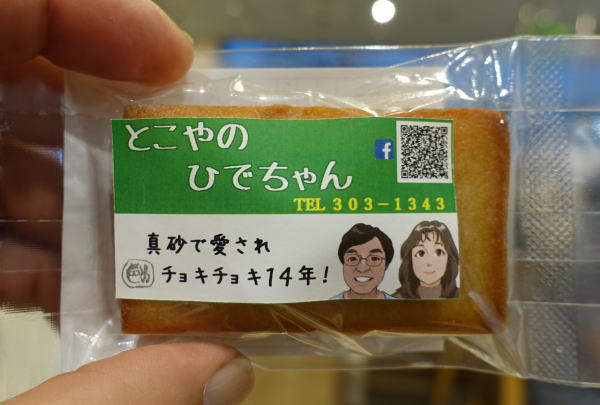 とこやの
ひでちゃん
TEL 303-1343
真砂で愛され
チョキチョキ14年!